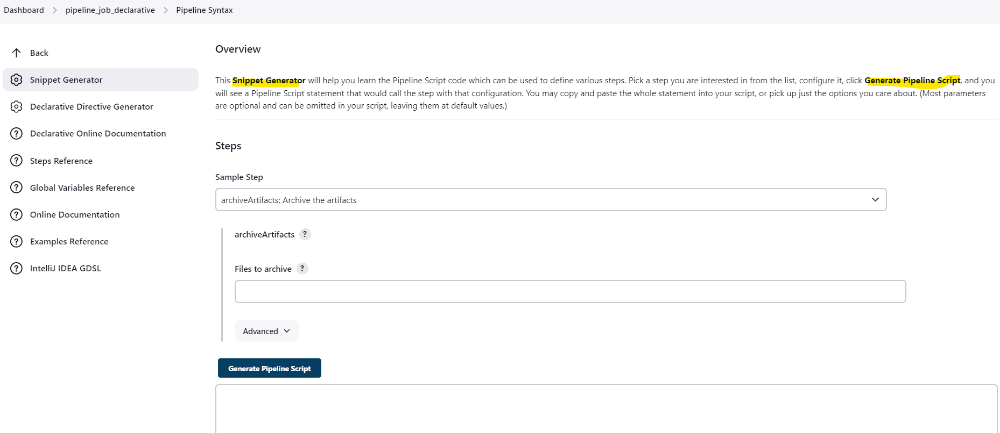 Dashboard > pipeline_job_declarative > Pipeline Syntax
Back
Snippet Generator
Declarative Directive Generator
Declarative Online Documentation
Steps Reference
Global Variables Reference
Online Documentation
Examples Reference
IntelliJ IDEA GDSL
Overview
This Snippet Generator will help you learn the Pipeline Script code which can be used to define various steps. Pick a step you are interested in from the list, configure it, click Generate Pipeline Script, and you
will see a Pipeline Script statement that would call the step with that configuration. You may copy and paste the whole statement into your script, or pick up just the options you care about. (Most parameters
are optional and can be omitted in your script, leaving them at default values.)
Steps
Sample Step
archiveArtifacts: Archive the artifacts
archiveArtifacts ?
Files to archive ?
Advanced
Generate Pipeline Script